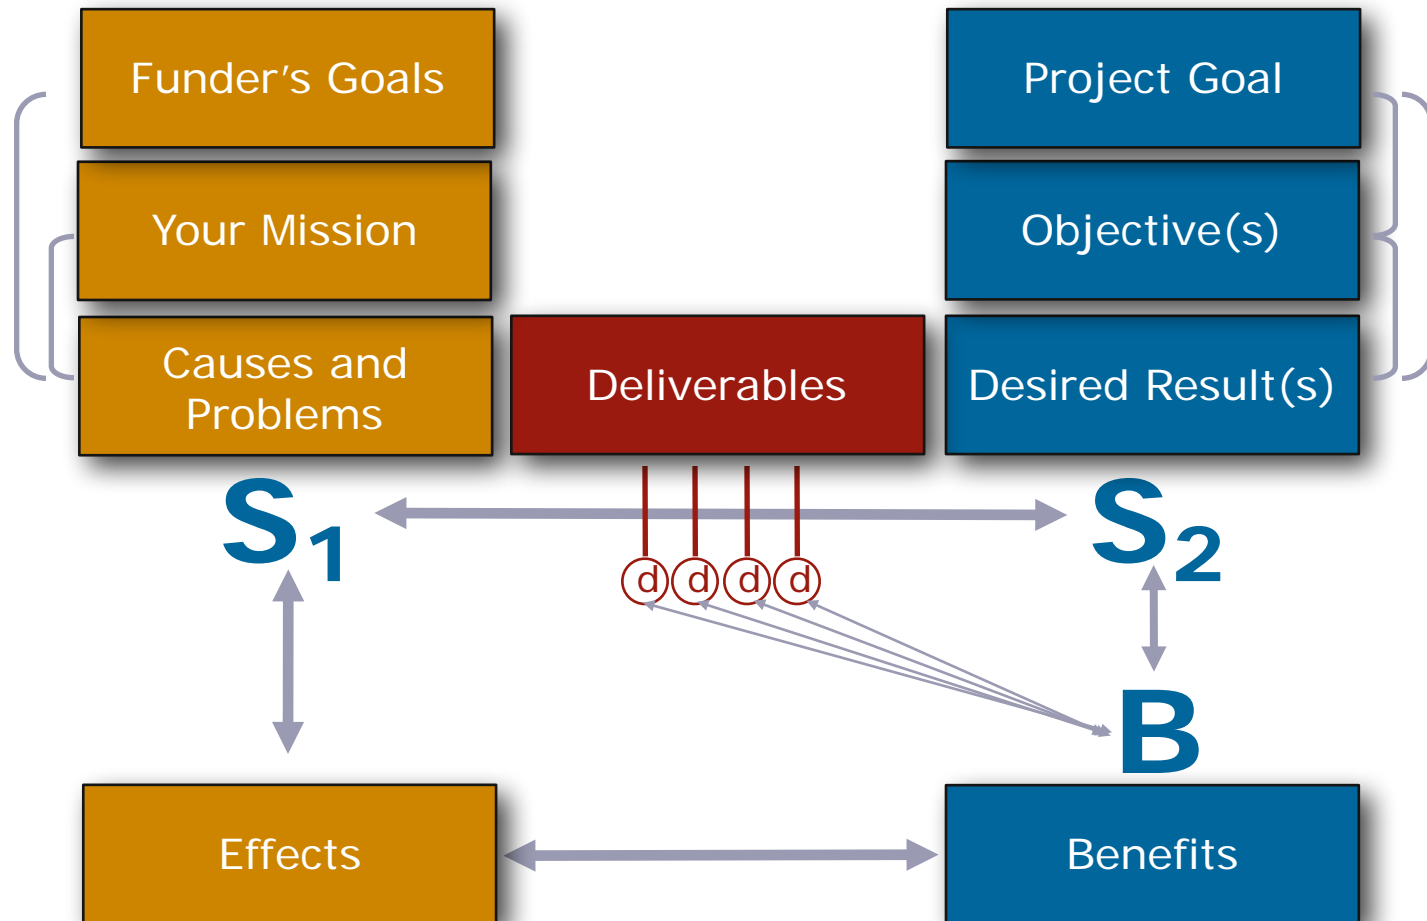 Funder’s Goals
Project Goal
Your Mission
Objective(s)
Causes and
Problems
Deliverables
Desired Result(s)
S1
S2
d d d d
B
Effects
Benefits